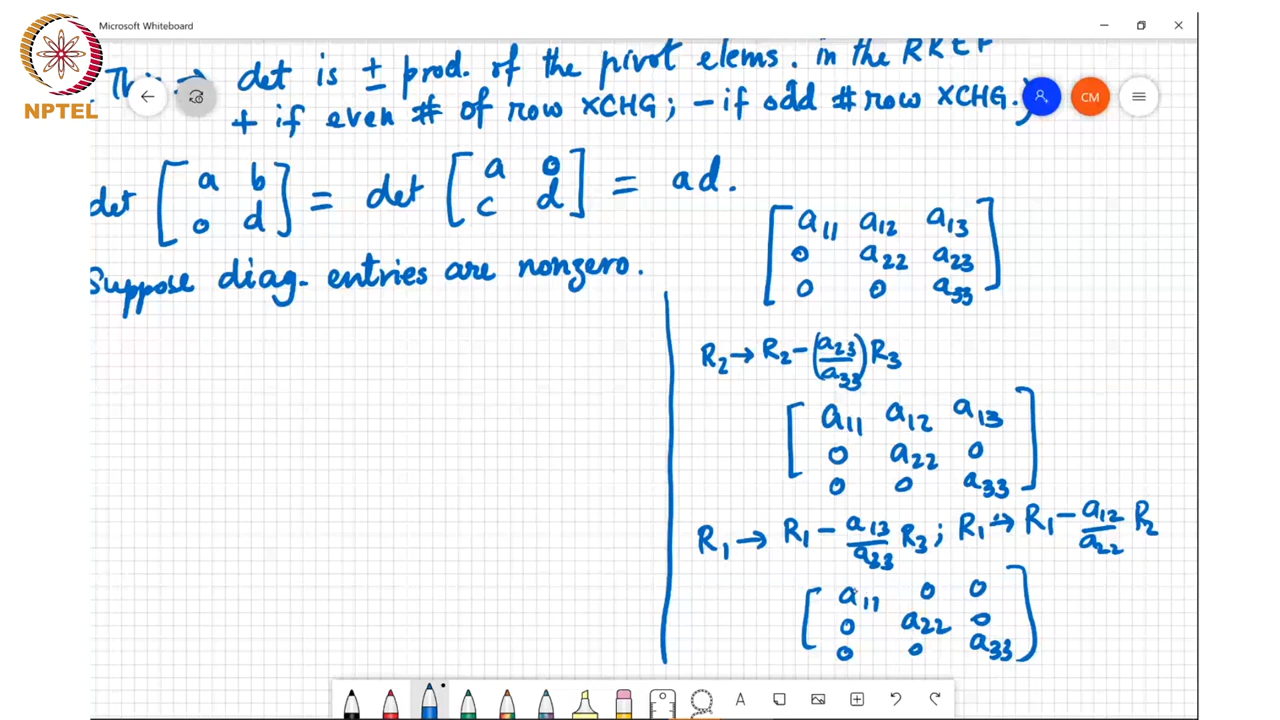 Microsoft Whiteboard
NPTEL
det is ± prod. of the pivot elems. in the RREF
+ if even # of row XCHG; - if odd # row XCHG.)
CM
det [a b; 0 d] = det [a 0; c d] = ad.
Suppose diag. entries are nonzero.
[a11 a12 a13
0 a22 a23
0 0 a33]
R2 → R2 - (a23/a33) R3
[a11 a12 a13
0 a22 0
0 0 a33]
R1 → R1 - a13/a33 R3; R1 → R1 - a12/a22 R2
[a11 0 0
0 a22 0
0 0 a33]